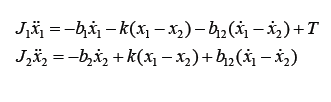 J₁ẍ₁ = −b₁ẋ₁ − k(x₁ − x₂) − b₁₂(ẋ₁ − ẋ₂) + T
J₂ẍ₂ = −b₂ẋ₂ + k(x₁ − x₂) + b₁₂(ẋ₁ − ẋ₂)